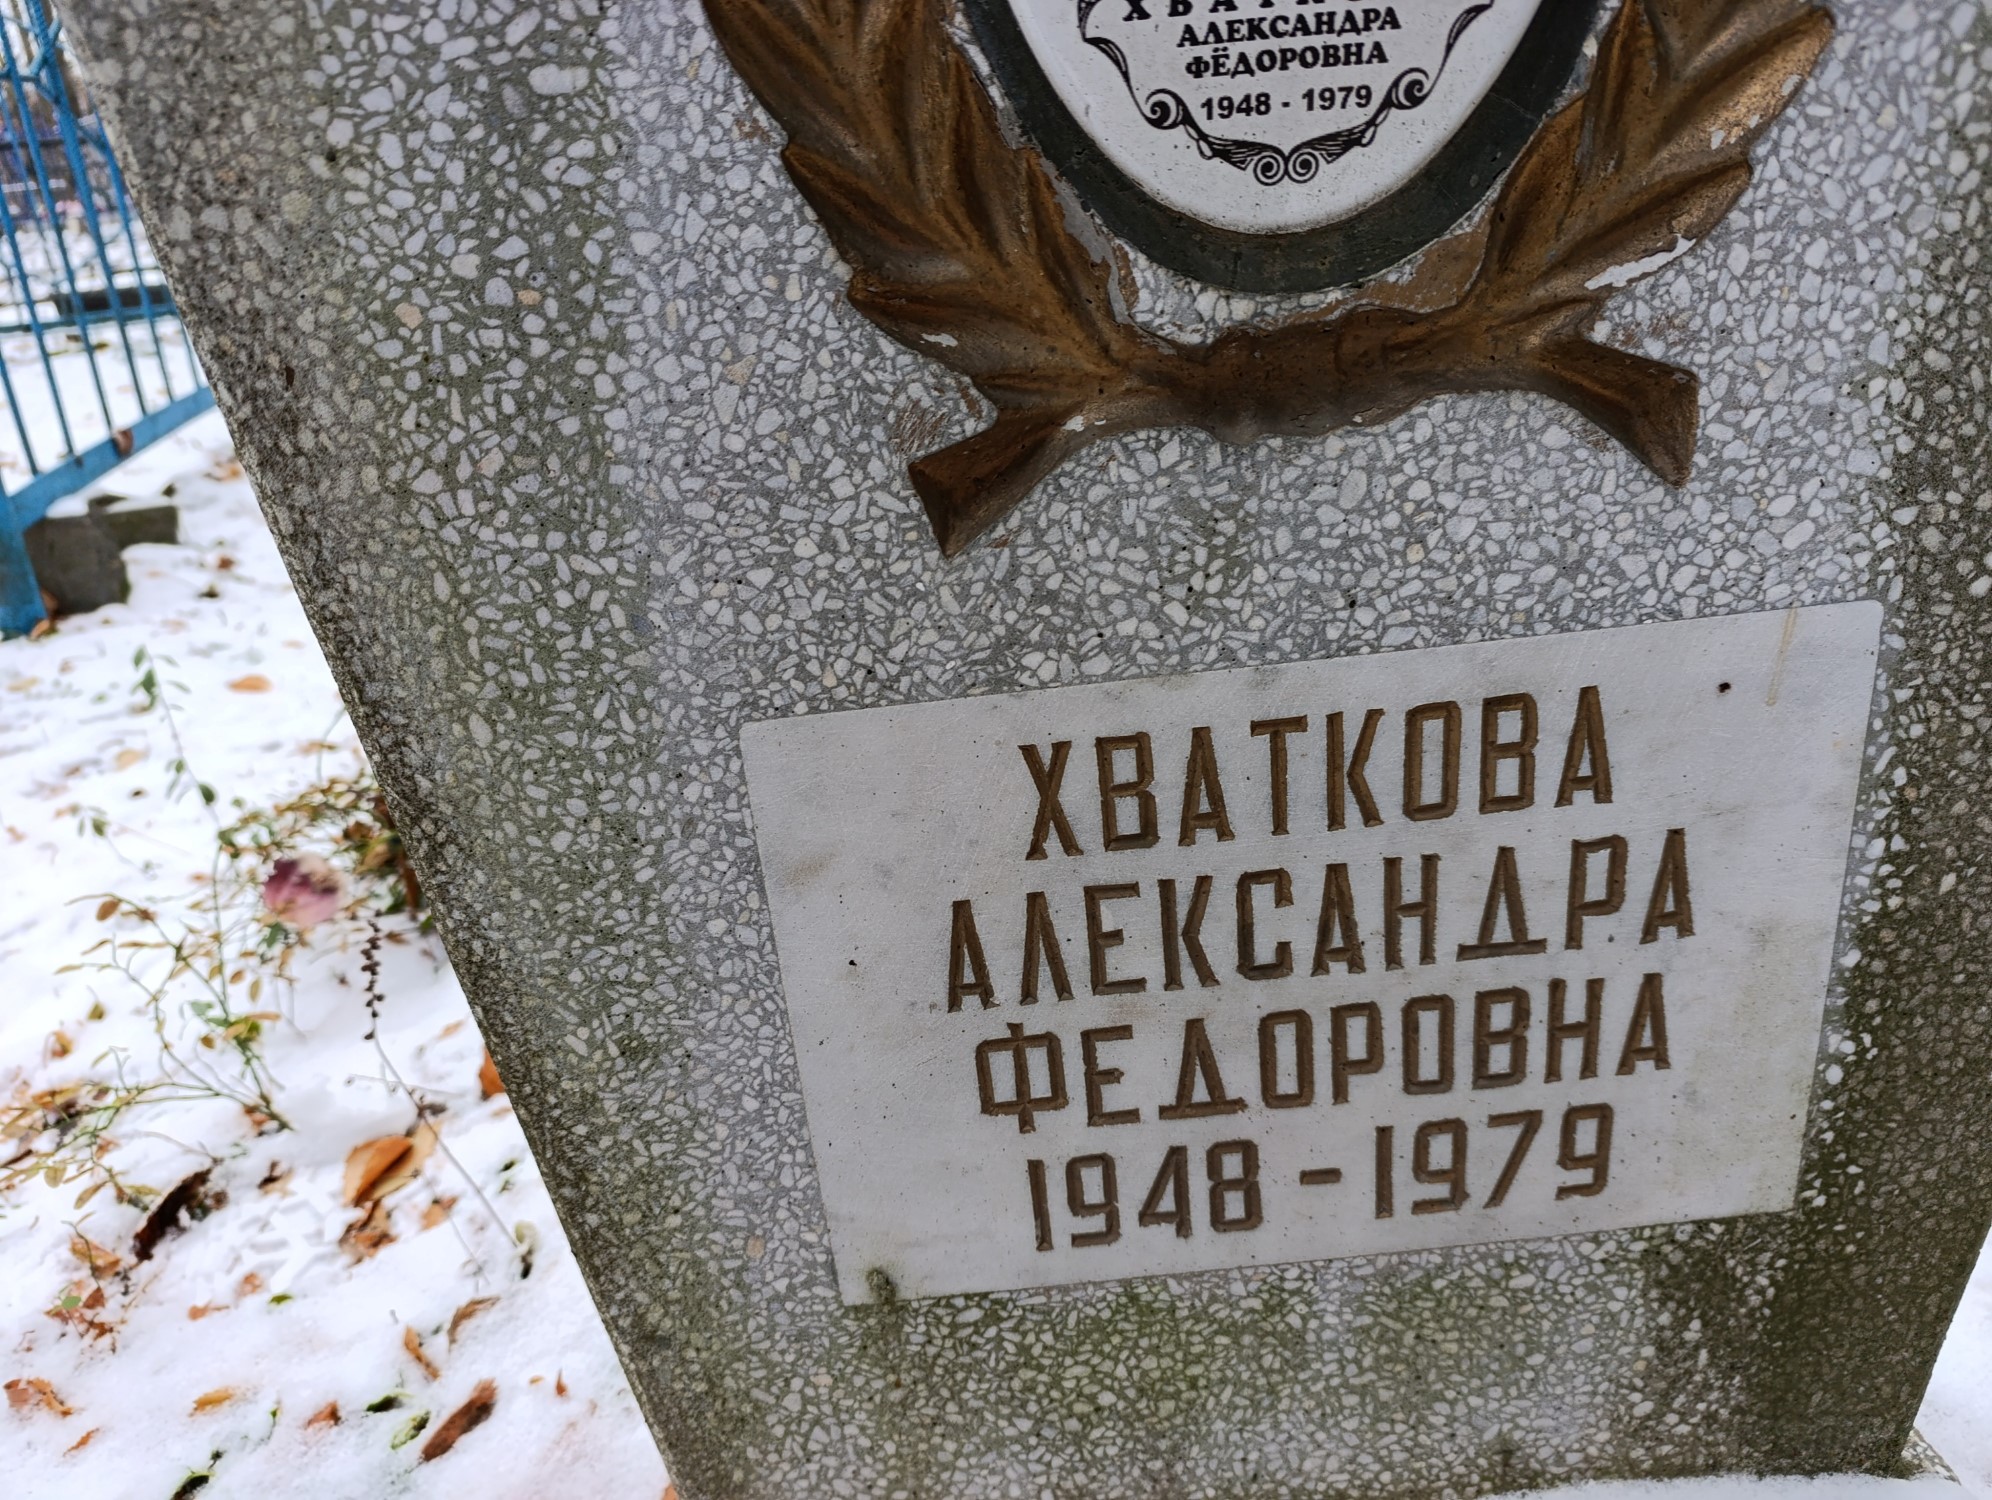 АЛЕКСАНДРА
ФЁДОРОВНА
1948 - 1979
ХВАТКОВА
АЛЕКСАНДРА
ФЕДОРОВНА
1948 - 1979